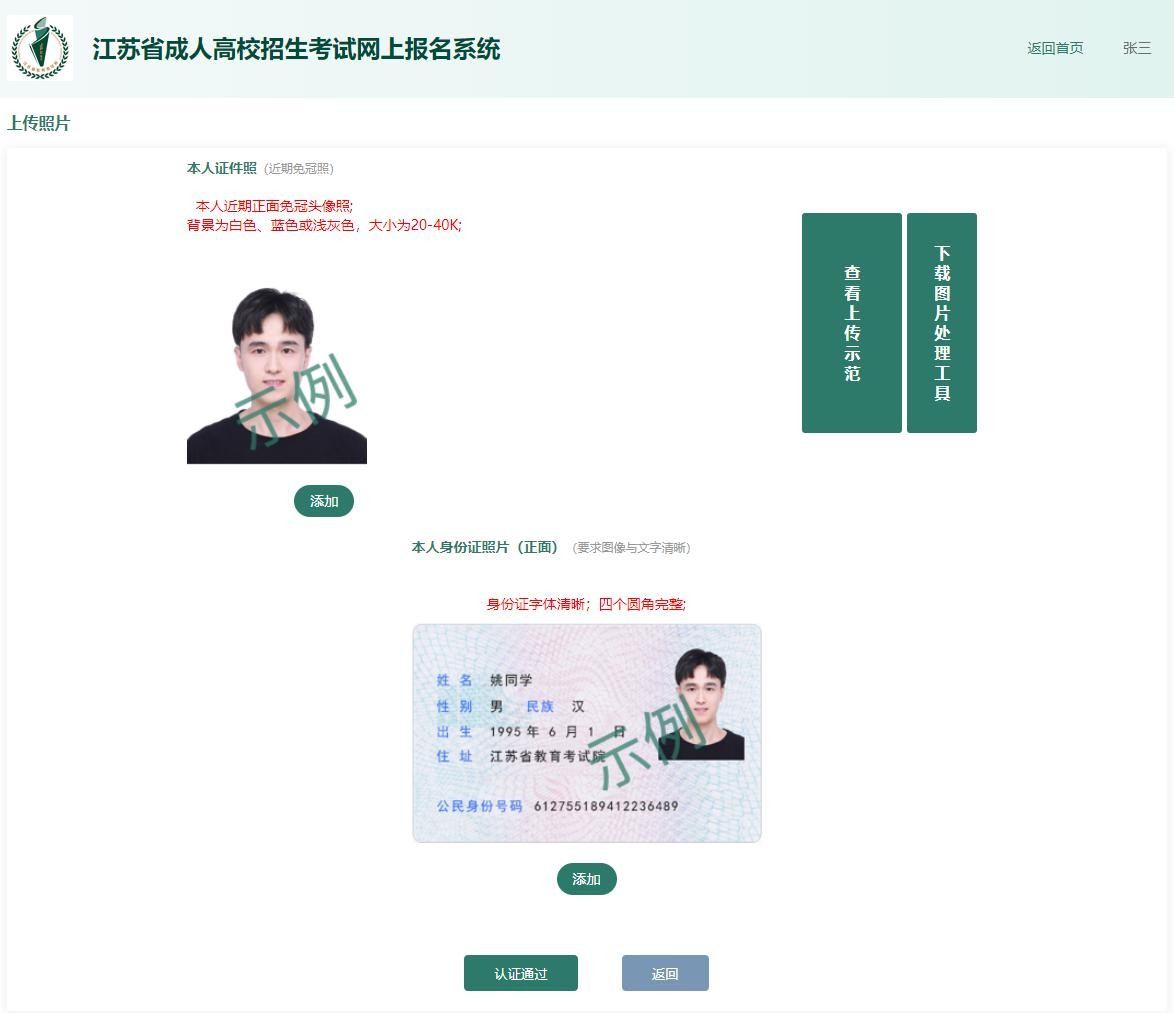 江苏省成人高校招生考试网上报名系统
返回首页
张三
上传照片
本人证件照 (近期免冠照)
本人近期正面免冠头像照;
背景为白色、蓝色或浅灰色，大小为20-40K;
查看上传示范
下载图片处理工具
示例
添加
本人身份证照片（正面） (要求图像与文字清晰)
身份证字体清晰；四个圆角完整;
姓 名 姚同学
性 别 男 民族 汉
出 生 1995 年 6 月 1 日
住 址 江苏省教育考试院
示例
公民身份号码 612755189412236489
添加
认证通过
返回